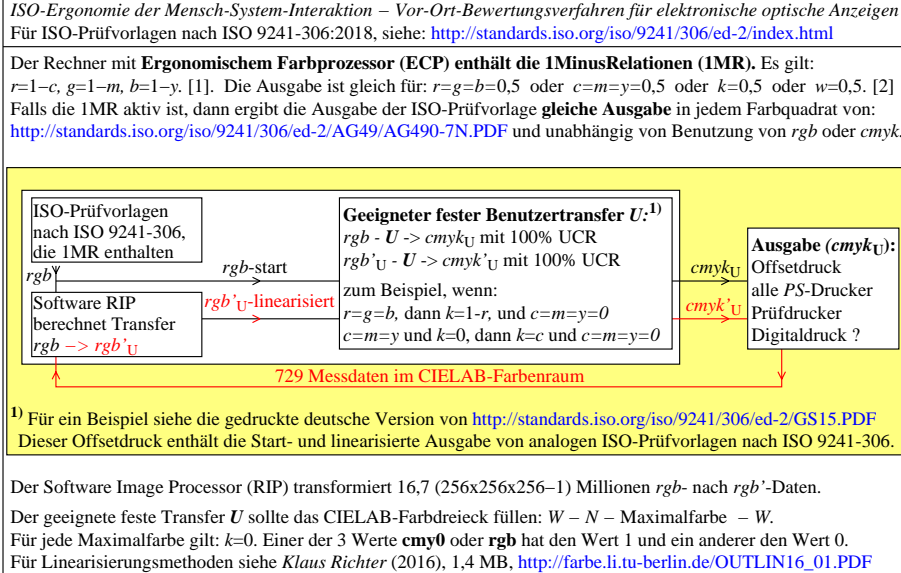 ISO-Ergonomie der Mensch-System-Interaktion – Vor-Ort-Bewertungsverfahren für elektronische optische Anzeigen
Für ISO-Prüfvorlagen nach ISO 9241-306:2018, siehe: http://standards.iso.org/iso/9241/306/ed-2/index.html
Der Rechner mit Ergonomischem Farbprozessor (ECP) enthält die 1MinusRelationen (1MR). Es gilt:
r=1−c, g=1−m, b=1−y. [1]. Die Ausgabe ist gleich für: r=g=b=0,5 oder c=m=y=0,5 oder k=0,5 oder w=0,5. [2]
Falls die 1MR aktiv ist, dann ergibt die Ausgabe der ISO-Prüfvorlage gleiche Ausgabe in jedem Farbquadrat von:
http://standards.iso.org/iso/9241/306/ed-2/AG49/AG490-7N.PDF und unabhängig von Benutzung von rgb oder cmyk.
ISO-Prüfvorlagen
nach ISO 9241-306,
die 1MR enthalten
rgb
rgb-start
Software RIP
berechnet Transfer
rgb −> rgb’U
rgb’U-linearisiert
Geeigneter fester Benutzertransfer U:1)
rgb - U -> cmykU mit 100% UCR
rgb’U - U -> cmyk’U mit 100% UCR
zum Beispiel, wenn:
r=g=b, dann k=1-r, und c=m=y=0
c=m=y und k=0, dann k=c und c=m=y=0
cmykU
cmyk’U
Ausgabe (cmykU):
Offsetdruck
alle PS-Drucker
Prüfdrucker
Digitaldruck ?
729 Messdaten im CIELAB-Farbenraum
1) Für ein Beispiel siehe die gedruckte deutsche Version von http://standards.iso.org/iso/9241/306/ed-2/GS15.PDF
Dieser Offsetdruck enthält die Start- und linearisierte Ausgabe von analogen ISO-Prüfvorlagen nach ISO 9241-306.
Der Software Image Processor (RIP) transformiert 16,7 (256x256x256−1) Millionen rgb- nach rgb’-Daten.
Der geeignete feste Transfer U sollte das CIELAB-Farbdreieck füllen: W − N − Maximalfarbe − W.
Für jede Maximalfarbe gilt: k=0. Einer der 3 Werte cmy0 oder rgb hat den Wert 1 und ein anderer den Wert 0.
Für Linearisierungsmethoden siehe Klaus Richter (2016), 1,4 MB, http://farbe.li.tu-berlin.de/OUTLIN16_01.PDF